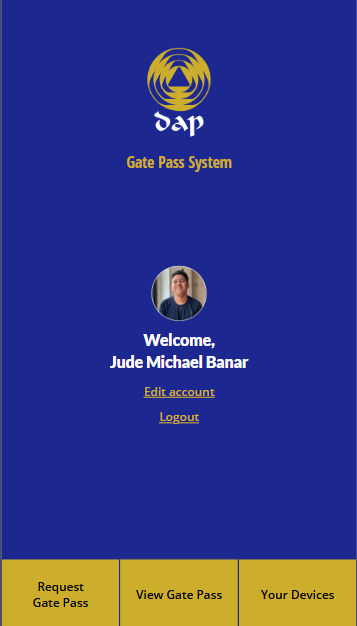 dap
Gate Pass System
Welcome,
Jude Michael Banar
Edit account
Logout
Request
Gate Pass
View Gate Pass
Your Devices